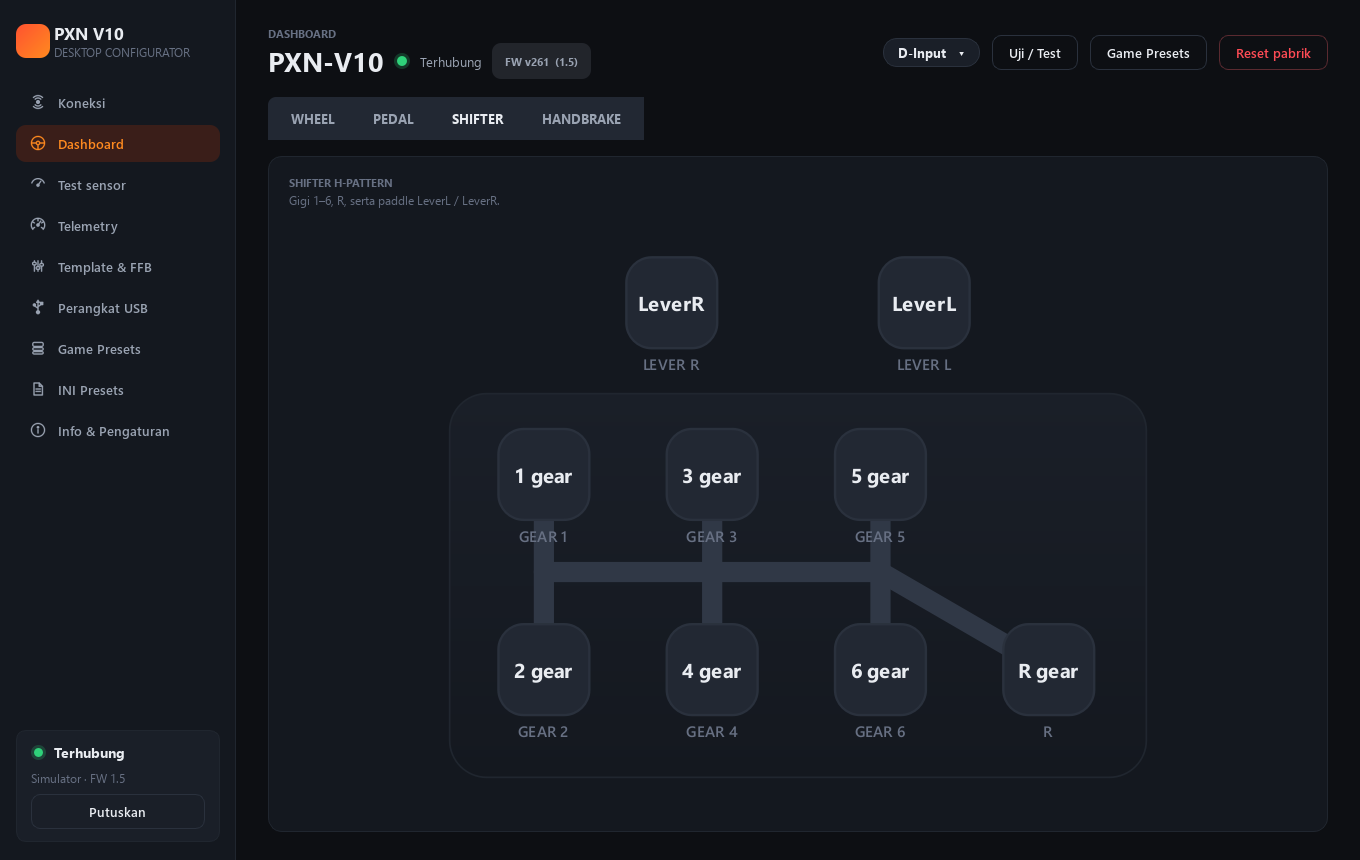 PXN V10
DESKTOP CONFIGURATOR
Koneksi
Dashboard
Test sensor
Telemetry
Template & FFB
Perangkat USB
Game Presets
INI Presets
Info & Pengaturan
Terhubung
Simulator · FW 1.5
Putuskan
DASHBOARD
PXN-V10 Terhubung FW v261 (1.5)
D-Input Uji / Test Game Presets Reset pabrik
WHEEL PEDAL SHIFTER HANDBRAKE
SHIFTER H-PATTERN
Gigi 1–6, R, serta paddle LeverL / LeverR.
LeverR LeverL
LEVER R LEVER L
1 gear 3 gear 5 gear
GEAR 1 GEAR 3 GEAR 5
2 gear 4 gear 6 gear R gear
GEAR 2 GEAR 4 GEAR 6 R